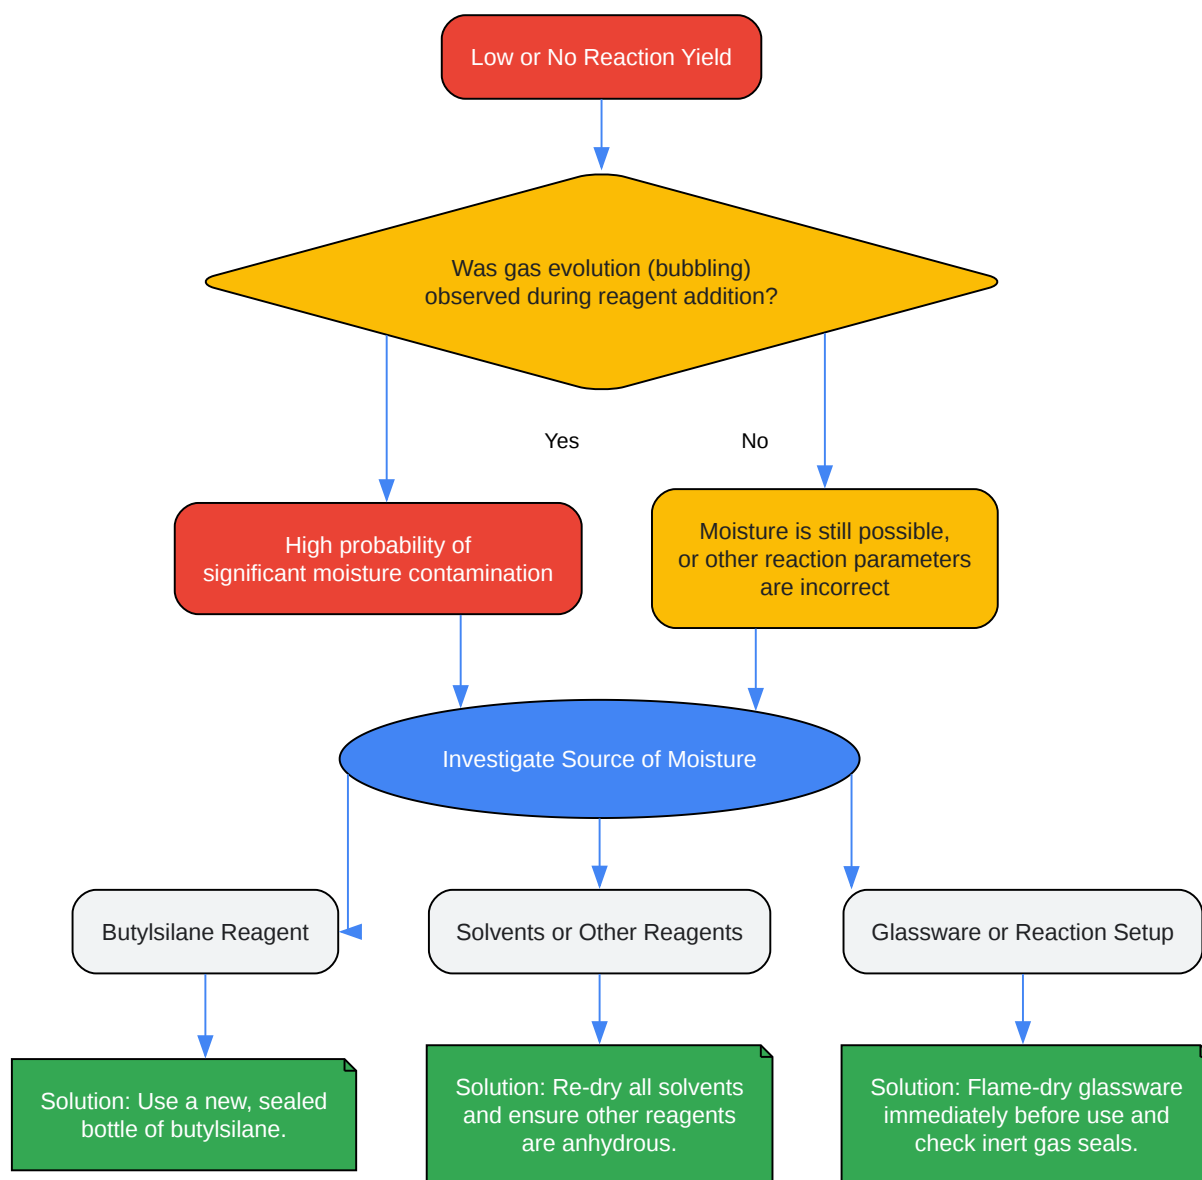 Low or No Reaction Yield
Was gas evolution (bubbling)
observed during reagent addition?
Yes
No
High probability of
significant moisture contamination
Moisture is still possible,
or other reaction parameters
are incorrect
Investigate Source of Moisture
Butylsilane Reagent
Solvents or Other Reagents
Glassware or Reaction Setup
Solution: Use a new, sealed
bottle of butylsilane.
Solution: Re-dry all solvents
and ensure other reagents
are anhydrous.
Solution: Flame-dry glassware
immediately before use and
check inert gas seals.